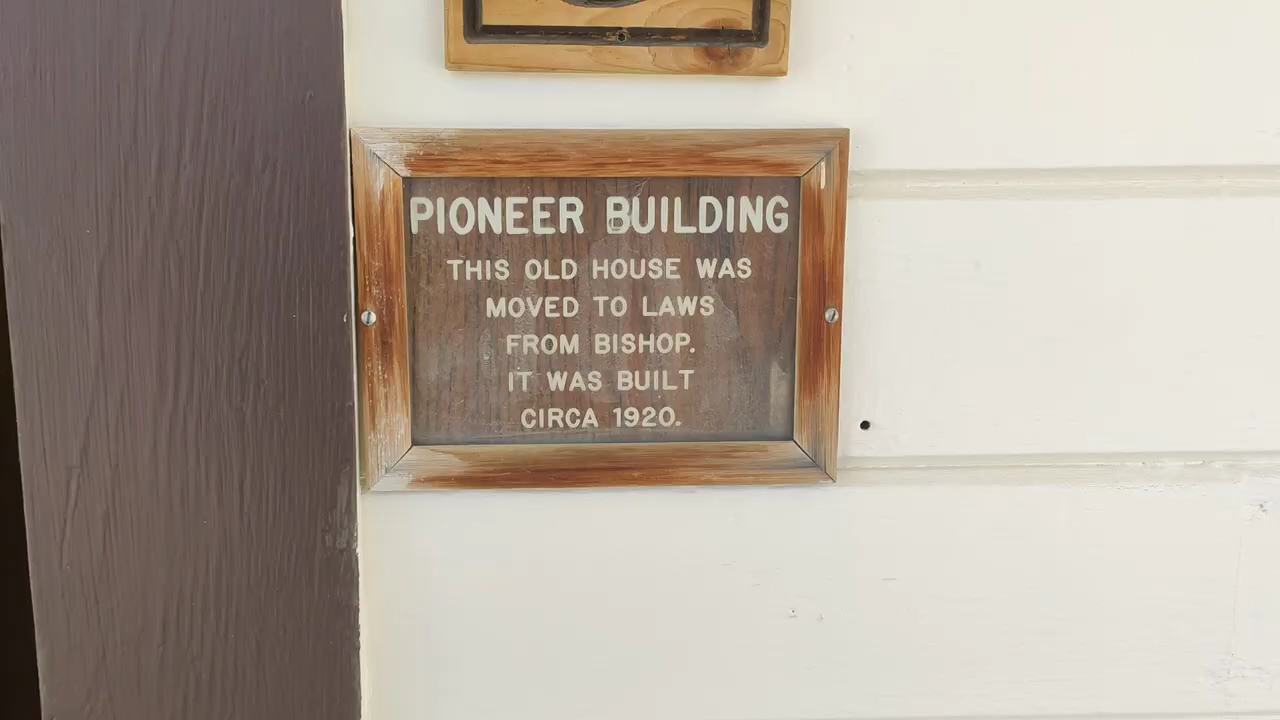 PIONEER BUILDING
THIS OLD HOUSE WAS
MOVED TO LAWS
FROM BISHOP.
IT WAS BUILT
CIRCA 1920.